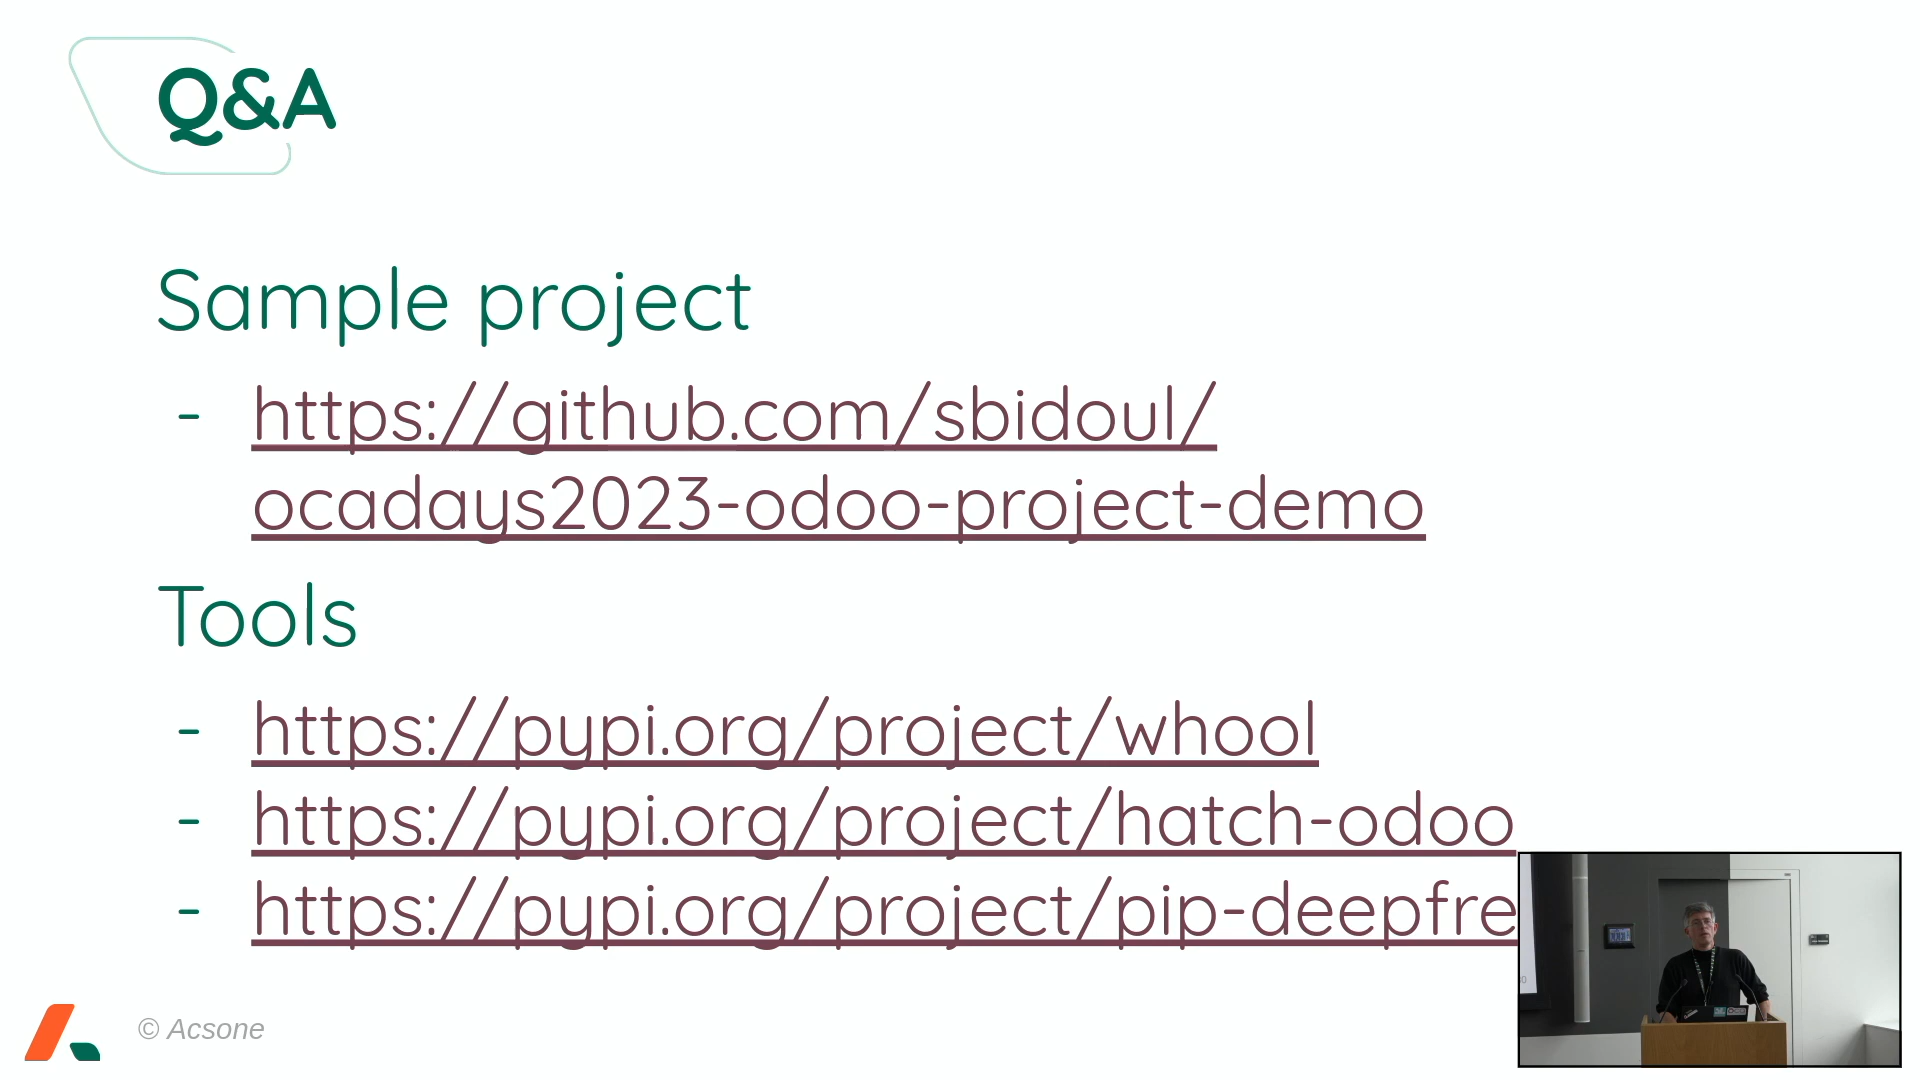 Q&A
Sample project
- https://github.com/sbidoul/
ocadays2023-odoo-project-demo
Tools
- https://pypi.org/project/whool
- https://pypi.org/project/hatch-odoo
- https://pypi.org/project/pip-deepfre
© Acsone